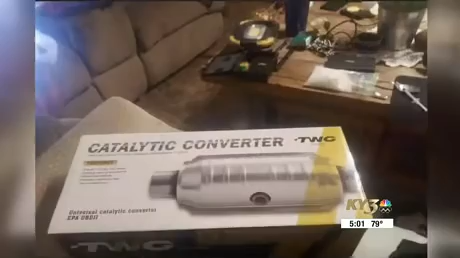 CATALYTIC CONVERTER
TWC
Universal catalytic converter
EPA OBDII
TWC
KY3
5:01 79°